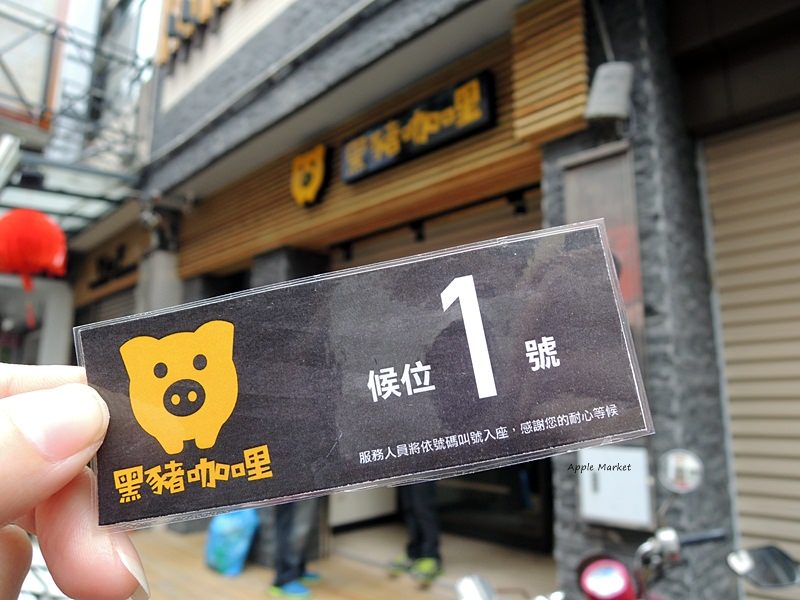 黑豬咖哩
候位 1 號
服務人員將依號碼叫號入座，感謝您的耐心等候
黑豬咖哩
Apple Market